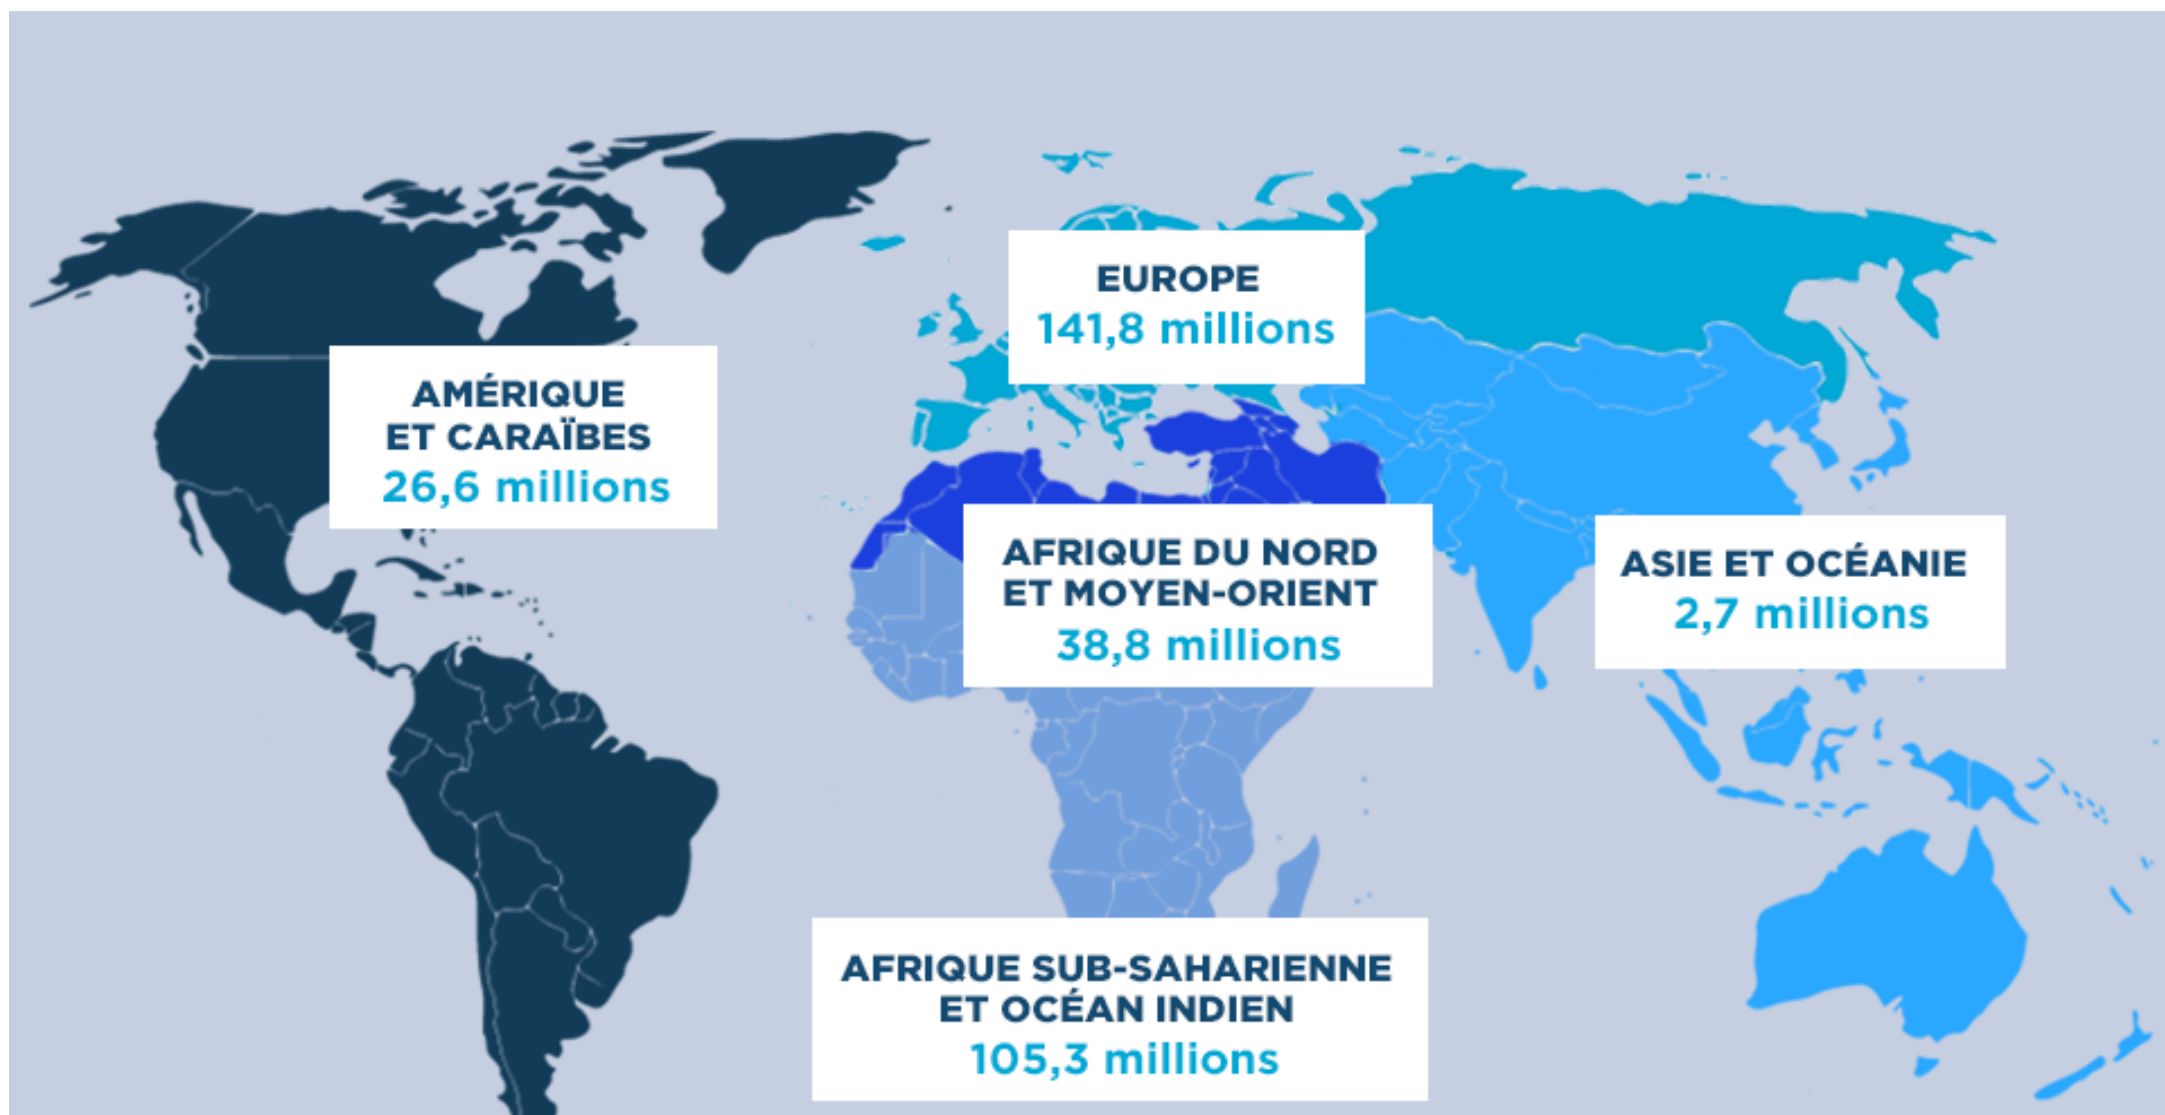 EUROPE
141,8 millions
AMÉRIQUE
ET CARAÏBES
26,6 millions
AFRIQUE DU NORD
ET MOYEN-ORIENT
38,8 millions
ASIE ET OCÉANIE
2,7 millions
AFRIQUE SUB-SAHARIENNE
ET OCÉAN INDIEN
105,3 millions